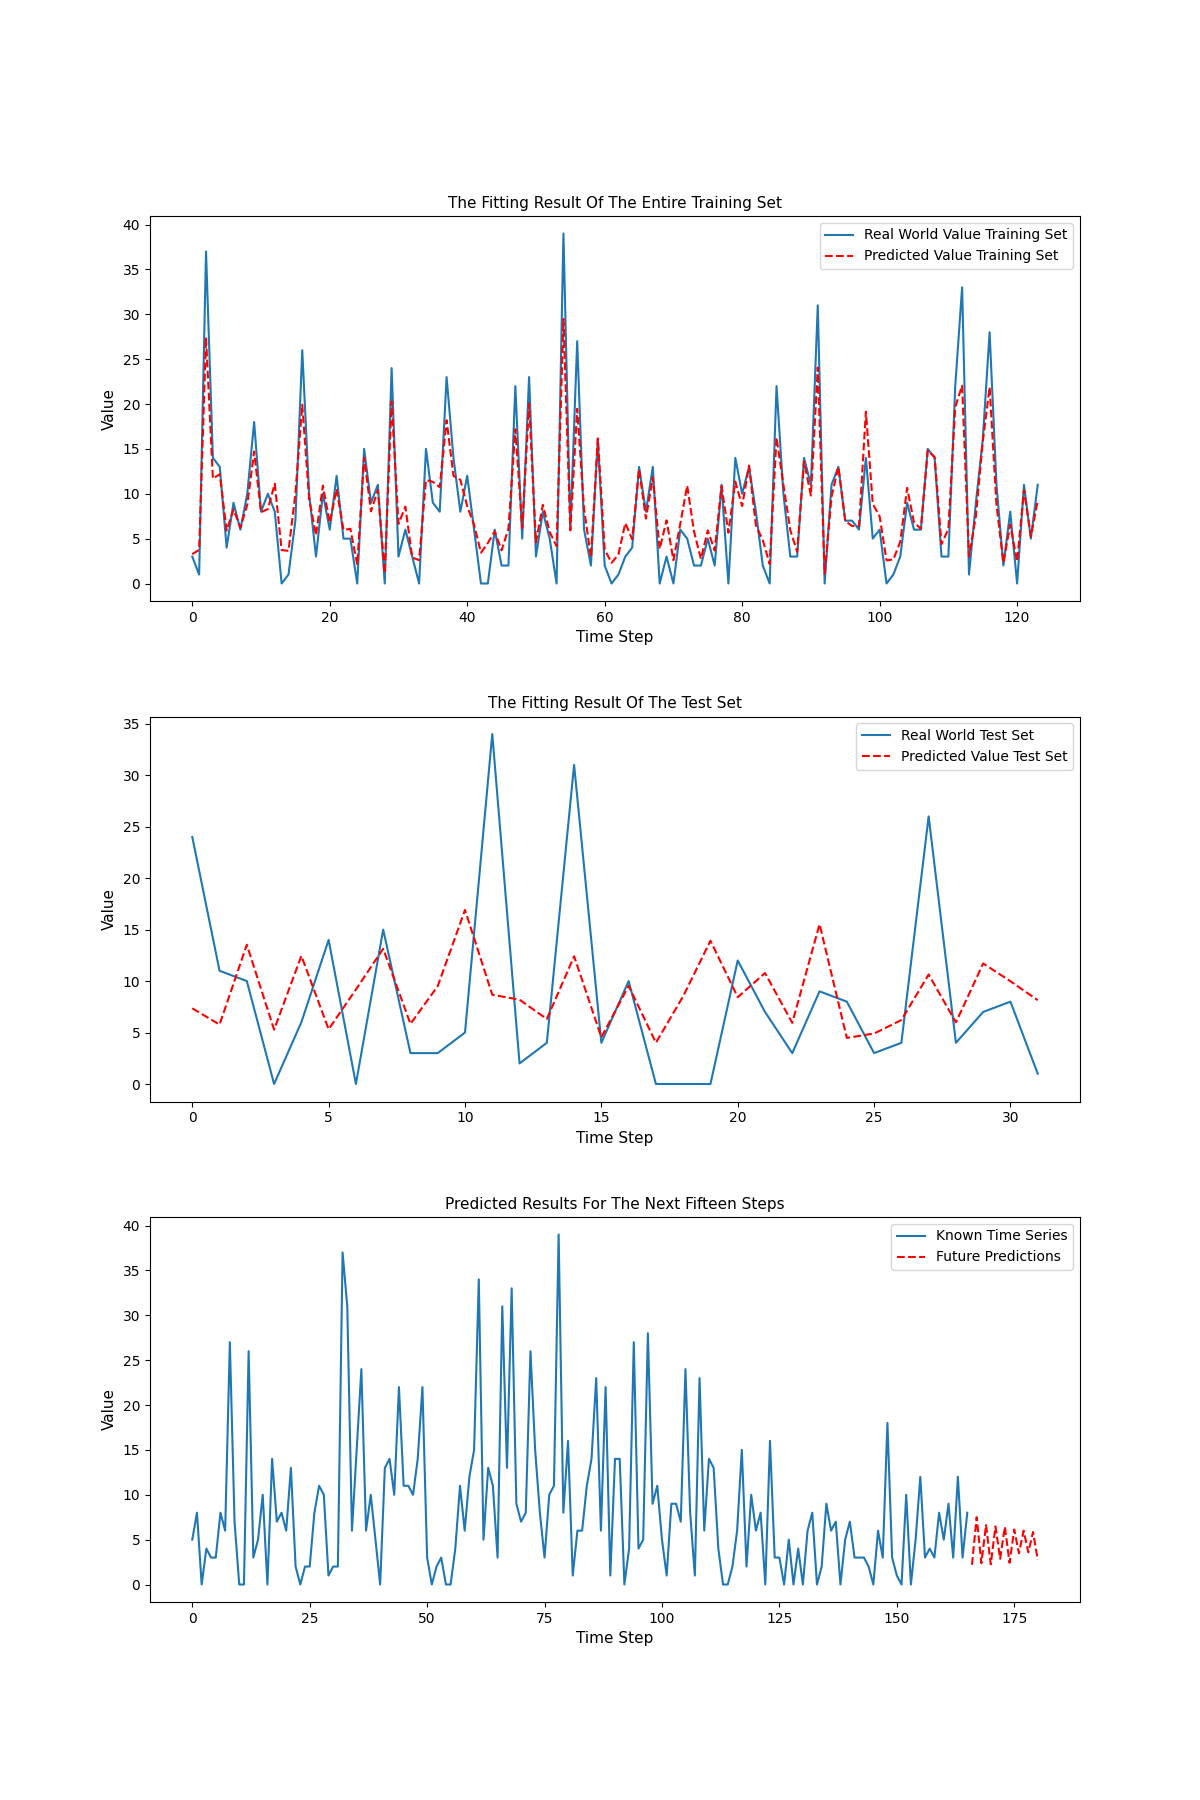 The Fitting Result Of The Entire Training Set
40
35
30
25
20
15
10
5
0
Value
Real World Value Training Set
Predicted Value Training Set
0 20 40 60 80 100 120
Time Step
The Fitting Result Of The Test Set
35
30
25
20
15
10
5
0
Value
Real World Test Set
Predicted Value Test Set
0 5 10 15 20 25 30
Time Step
Predicted Results For The Next Fifteen Steps
40
35
30
25
20
15
10
5
0
Value
Known Time Series
Future Predictions
0 25 50 75 100 125 150 175
Time Step